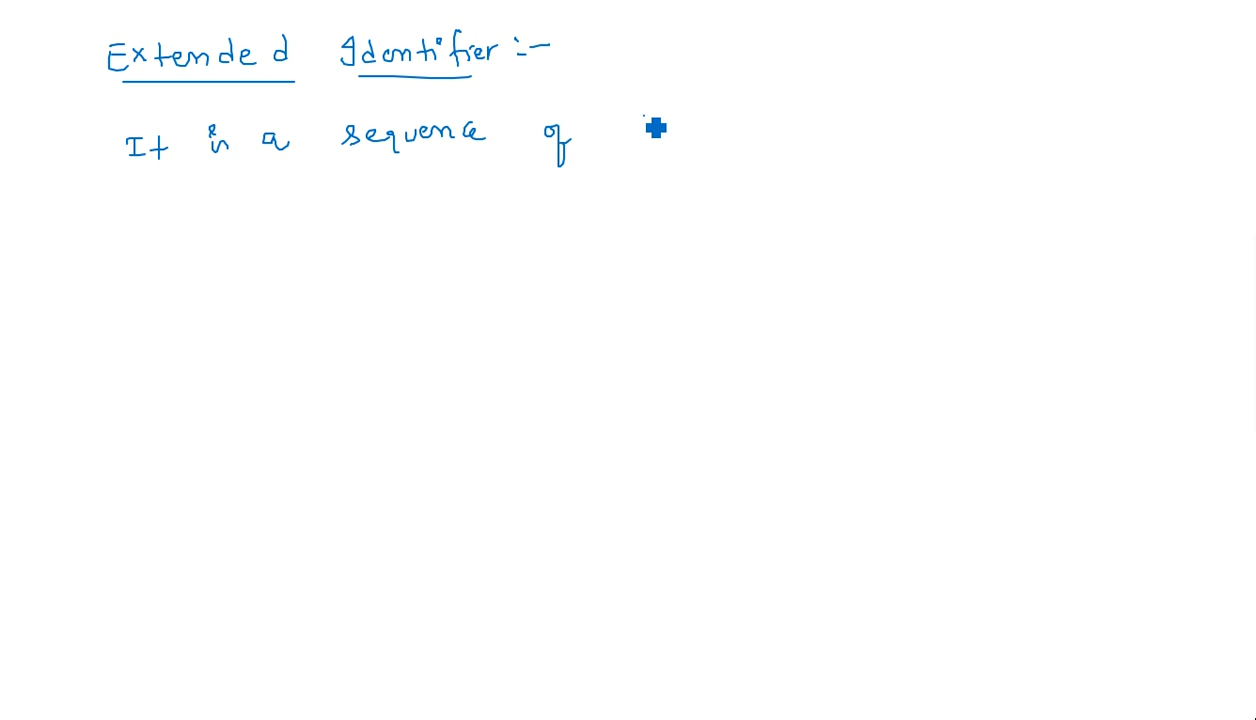 Extended Identifier :-
It is a sequence of